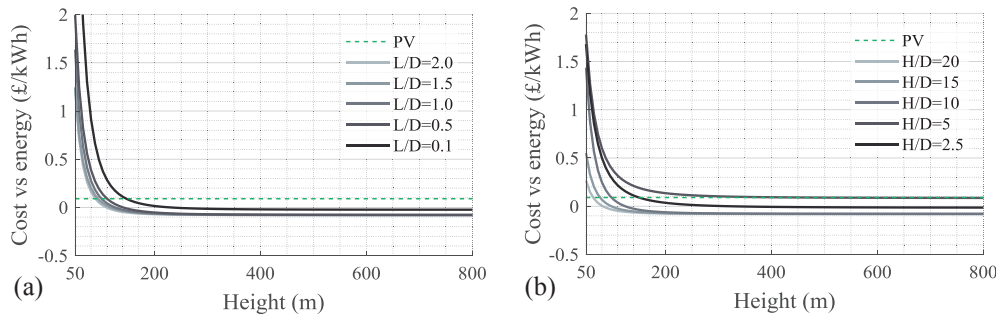 2
1.5
1
0.5
0
-0.5
Cost vs energy (£/kWh)
PV
L/D=2.0
L/D=1.5
L/D=1.0
L/D=0.5
L/D=0.1
50 200 400 600 800
Height (m)
(a)
2
1.5
1
0.5
0
-0.5
Cost vs energy (£/kWh)
PV
H/D=20
H/D=15
H/D=10
H/D=5
H/D=2.5
50 200 400 600 800
Height (m)
(b)